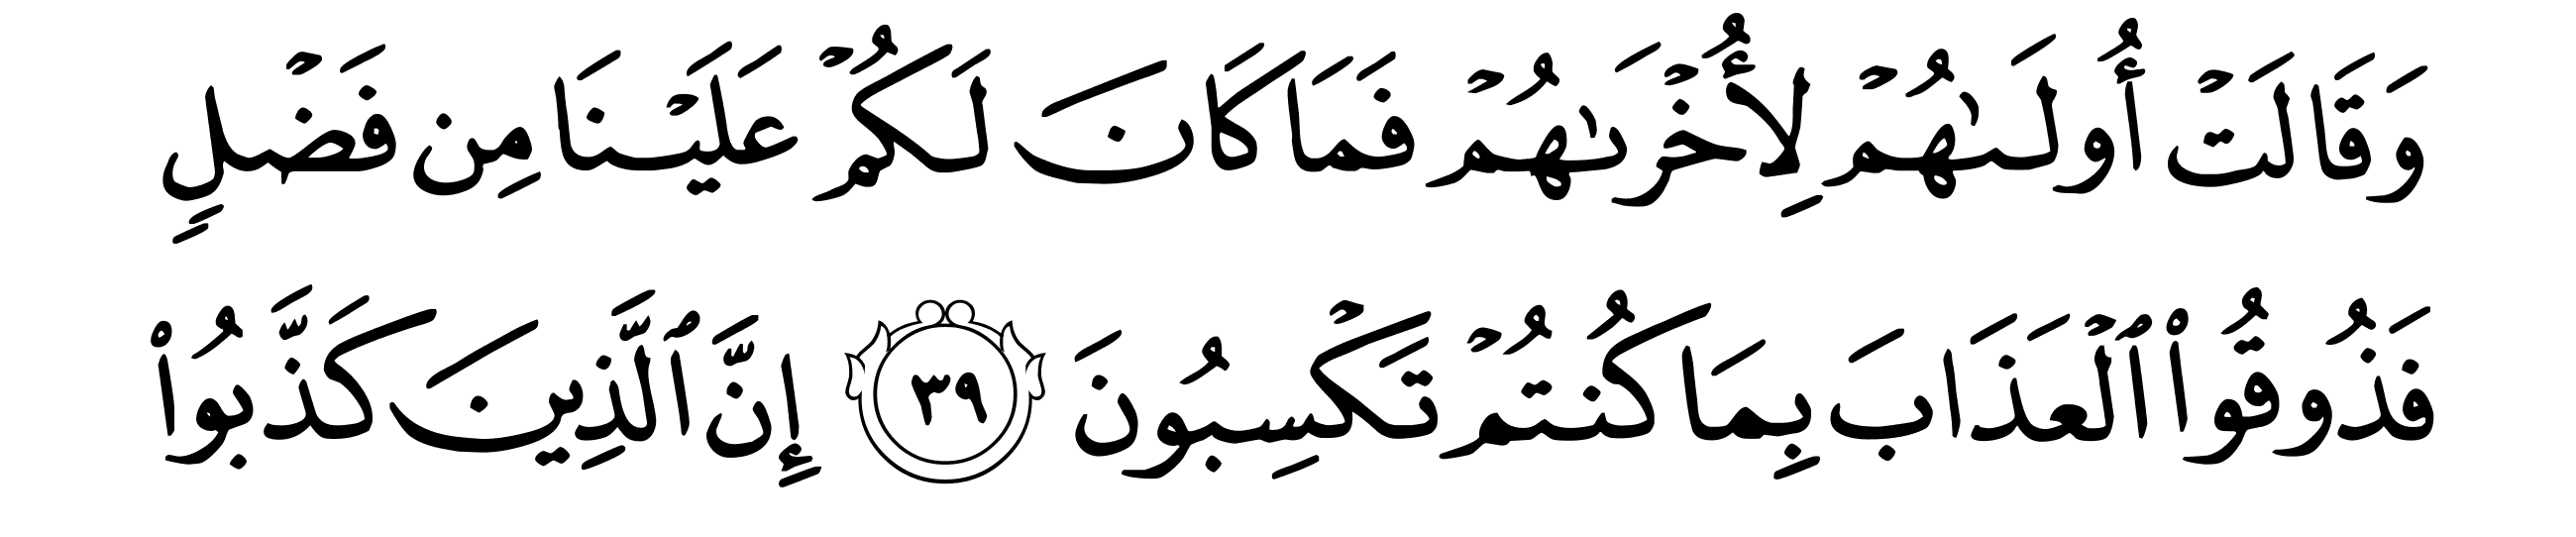 وَقَالَتۡ أُولَىٰهُمۡ لِأُخۡرَىٰهُمۡ فَمَا كَانَ لَكُمۡ عَلَيۡنَا مِن فَضۡلٖ
فَذُوقُواْ ٱلۡعَذَابَ بِمَا كُنتُمۡ تَكۡسِبُونَ ٣٩ إِنَّ ٱلَّذِينَ كَذَّبُواْ